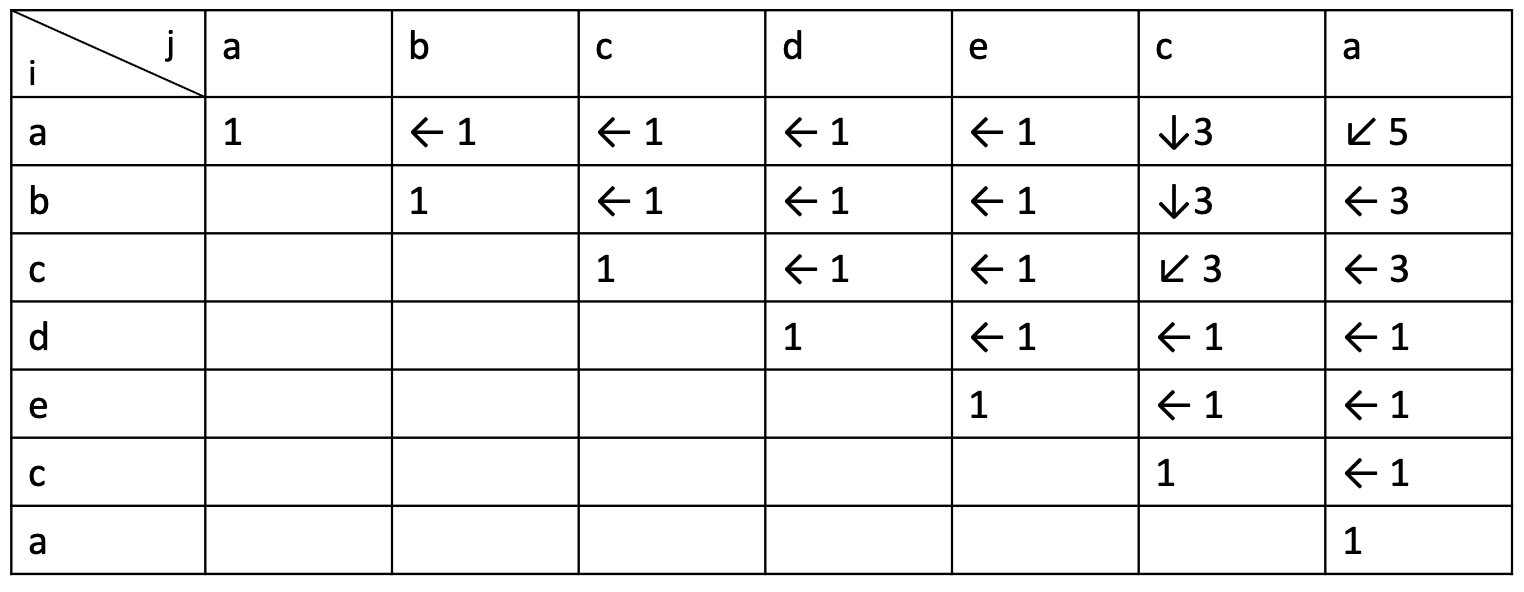 j a b c d e c a
i
a 1 ← 1 ← 1 ← 1 ← 1 ↓3 ↙ 5
b 1 ← 1 ← 1 ← 1 ↓3 ← 3
c 1 ← 1 ← 1 ↙ 3 ← 3
d 1 ← 1 ← 1 ← 1
e 1 ← 1 ← 1
c 1 ← 1
a 1